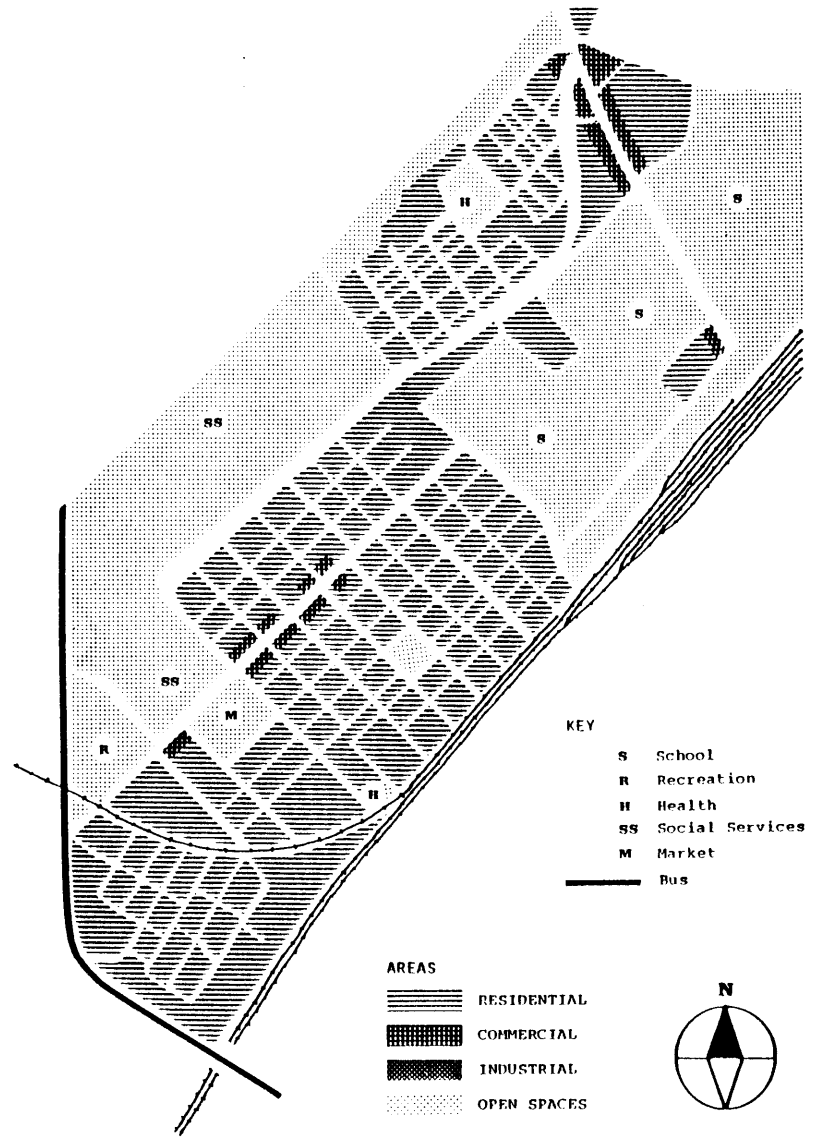 H
S
S
S
SS
SS
M
R
H
KEY
S School
R Recreation
H Health
SS Social Services
M Market
Bus
AREAS
RESIDENTIAL
COMMERCIAL
INDUSTRIAL
OPEN SPACES
N